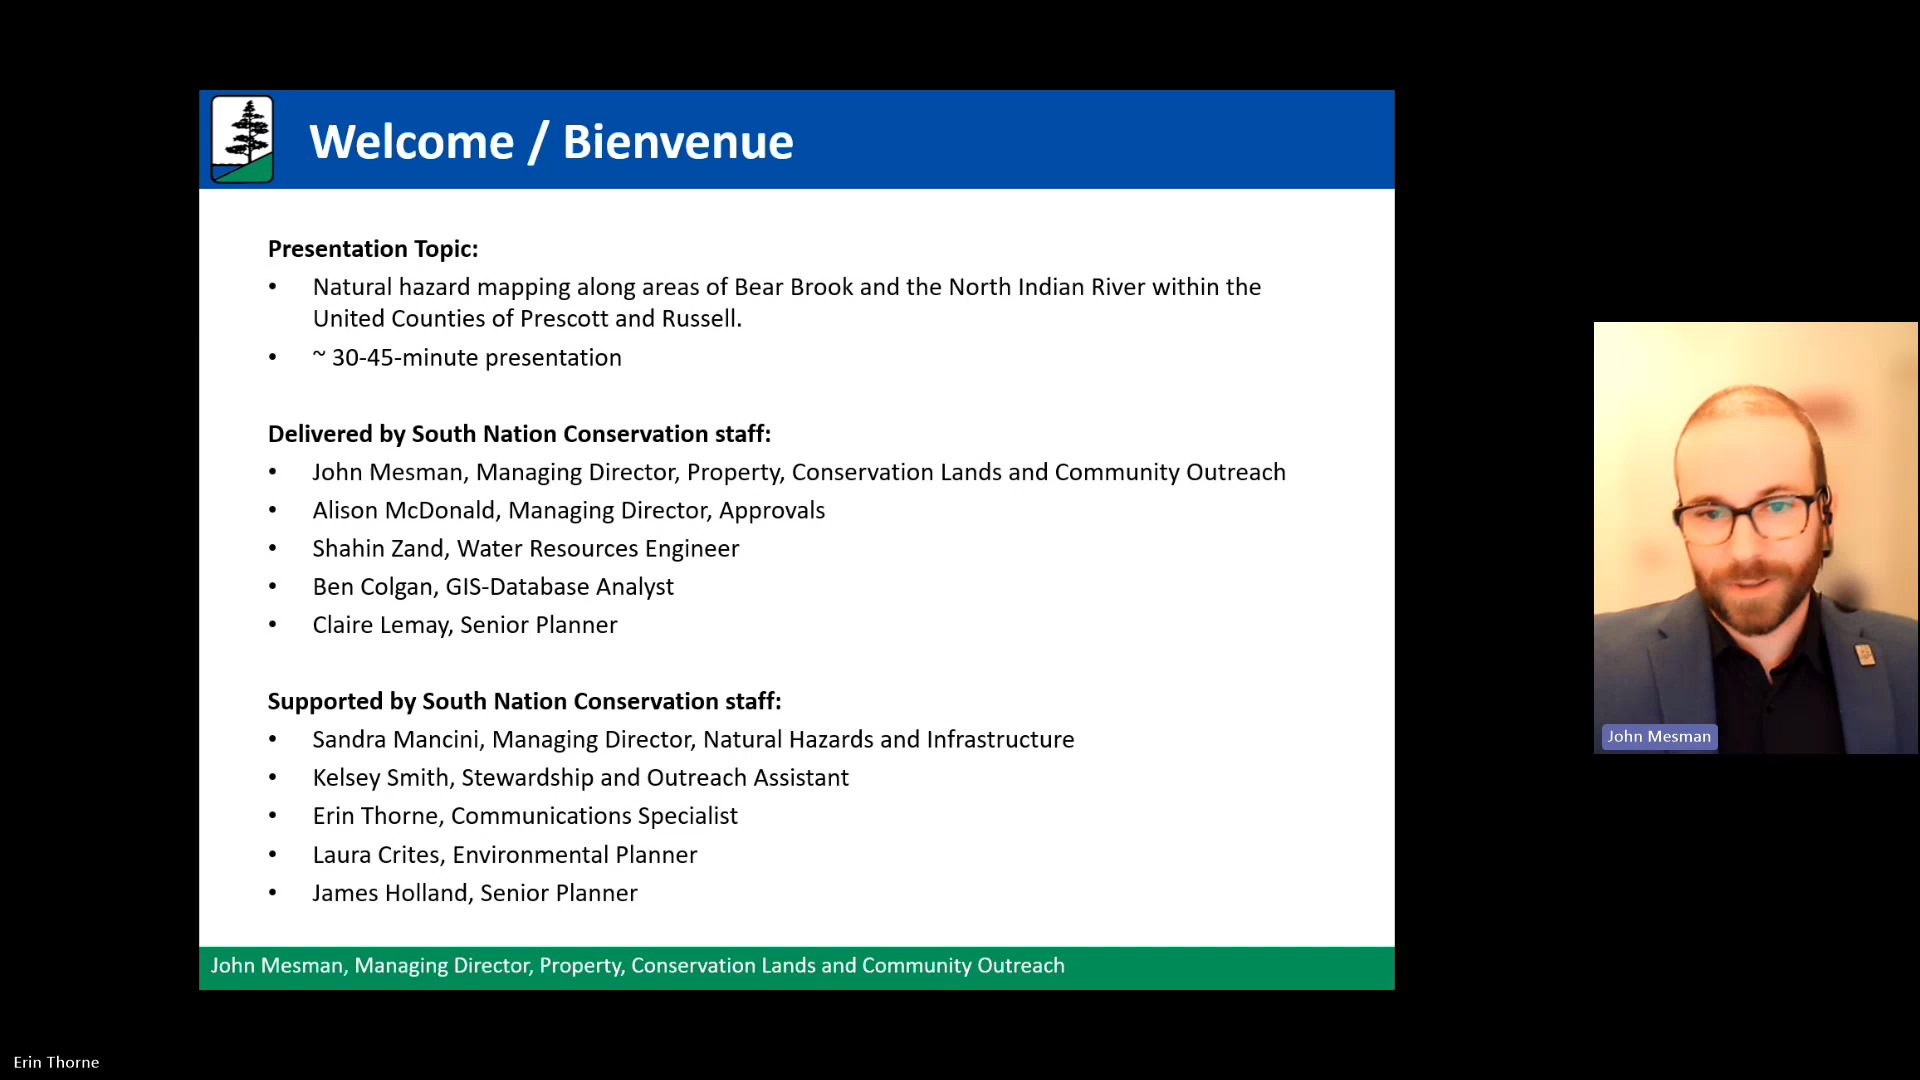 Welcome / Bienvenue
Presentation Topic:
• Natural hazard mapping along areas of Bear Brook and the North Indian River within the
United Counties of Prescott and Russell.
• ~ 30-45-minute presentation
Delivered by South Nation Conservation staff:
• John Mesman, Managing Director, Property, Conservation Lands and Community Outreach
• Alison McDonald, Managing Director, Approvals
• Shahin Zand, Water Resources Engineer
• Ben Colgan, GIS-Database Analyst
• Claire Lemay, Senior Planner
Supported by South Nation Conservation staff:
• Sandra Mancini, Managing Director, Natural Hazards and Infrastructure
• Kelsey Smith, Stewardship and Outreach Assistant
• Erin Thorne, Communications Specialist
• Laura Crites, Environmental Planner
• James Holland, Senior Planner
John Mesman, Managing Director, Property, Conservation Lands and Community Outreach
John Mesman
Erin Thorne